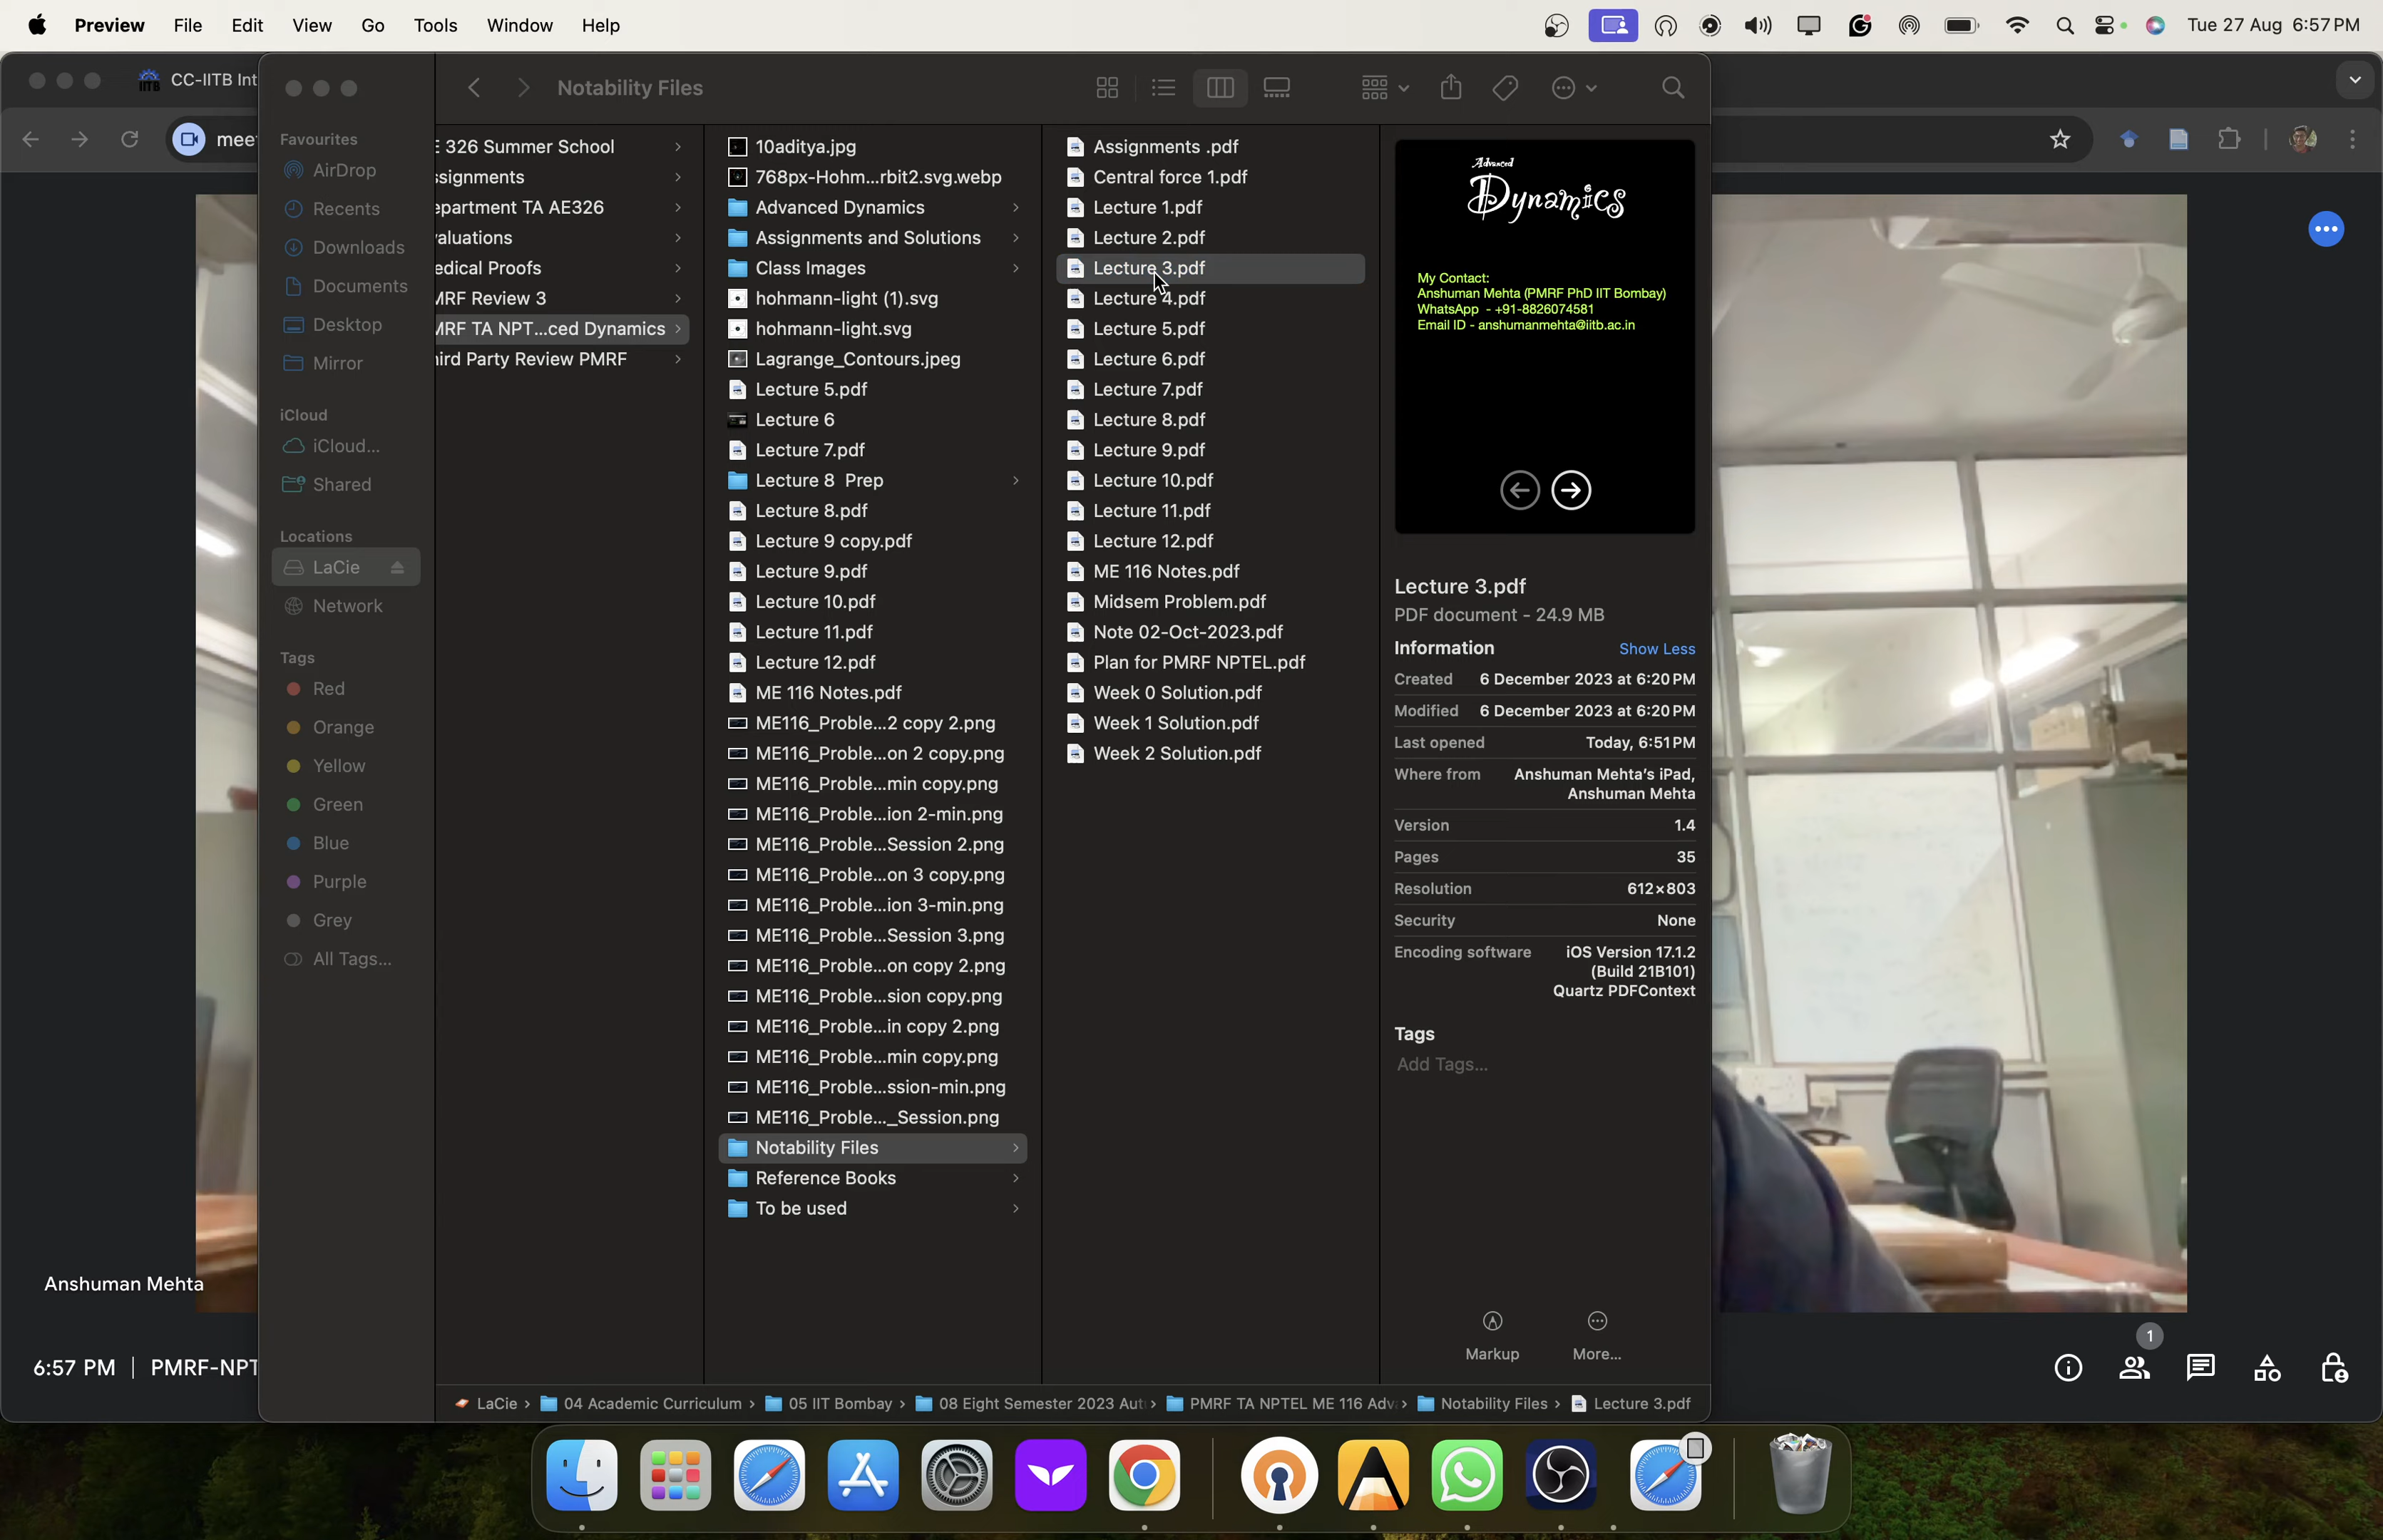 Preview File Edit View Go Tools Window Help
Tue 27 Aug 6:57 PM
CC-IITB Int
meet
Notability Files
Favourites
AirDrop
Recents
Downloads
Documents
Desktop
Mirror
iCloud
iCloud...
Shared
Locations
LaCie
Network
Tags
Red
Orange
Yellow
Green
Blue
Purple
Grey
All Tags...
E 326 Summer School
ssignments
epartment TA AE326
valuations
edical Proofs
MRF Review 3
MRF TA NPT...ced Dynamics
hird Party Review PMRF
10aditya.jpg
768px-Hohm...rbit2.svg.webp
Advanced Dynamics
Assignments and Solutions
Class Images
hohmann-light (1).svg
hohmann-light.svg
Lagrange_Contours.jpeg
Lecture 5.pdf
Lecture 6
Lecture 7.pdf
Lecture 8 Prep
Lecture 8.pdf
Lecture 9 copy.pdf
Lecture 9.pdf
Lecture 10.pdf
Lecture 11.pdf
Lecture 12.pdf
ME 116 Notes.pdf
ME116_Proble...2 copy 2.png
ME116_Proble...on 2 copy.png
ME116_Proble...min copy.png
ME116_Proble...ion 2-min.png
ME116_Proble...Session 2.png
ME116_Proble...on 3 copy.png
ME116_Proble...ion 3-min.png
ME116_Proble...Session 3.png
ME116_Proble...on copy 2.png
ME116_Proble...sion copy.png
ME116_Proble...in copy 2.png
ME116_Proble...min copy.png
ME116_Proble...ssion-min.png
ME116_Proble..._Session.png
Notability Files
Reference Books
To be used
Assignments .pdf
Central force 1.pdf
Lecture 1.pdf
Lecture 2.pdf
Lecture 3.pdf
Lecture 4.pdf
Lecture 5.pdf
Lecture 6.pdf
Lecture 7.pdf
Lecture 8.pdf
Lecture 9.pdf
Lecture 10.pdf
Lecture 11.pdf
Lecture 12.pdf
ME 116 Notes.pdf
Midsem Problem.pdf
Note 02-Oct-2023.pdf
Plan for PMRF NPTEL.pdf
Week 0 Solution.pdf
Week 1 Solution.pdf
Week 2 Solution.pdf
Advanced
Dynamics
My Contact:
Anshuman Mehta (PMRF PhD IIT Bombay)
WhatsApp - +91-8826074581
Email ID - anshumanmehta@iitb.ac.in
Lecture 3.pdf
PDF document - 24.9 MB
Information Show Less
Created 6 December 2023 at 6:20 PM
Modified 6 December 2023 at 6:20 PM
Last opened Today, 6:51 PM
Where from Anshuman Mehta's iPad,
Anshuman Mehta
Version 1.4
Pages 35
Resolution 612×803
Security None
Encoding software iOS Version 17.1.2
(Build 21B101)
Quartz PDFContext
Tags
Add Tags...
Markup More...
LaCie 04 Academic Curriculum 05 IIT Bombay 08 Eight Semester 2023 Aut PMRF TA NPTEL ME 116 Adv Notability Files Lecture 3.pdf
Anshuman Mehta
6:57 PM | PMRF-NPT
1